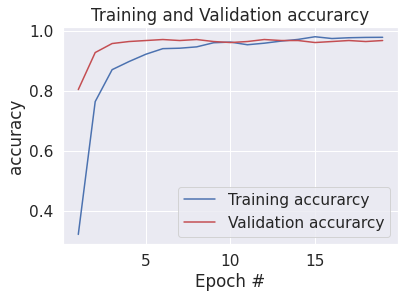 Training and Validation accurarcy
accuracy
1.0
0.8
0.6
0.4
Training accurarcy
Validation accurarcy
5
10
15
Epoch #